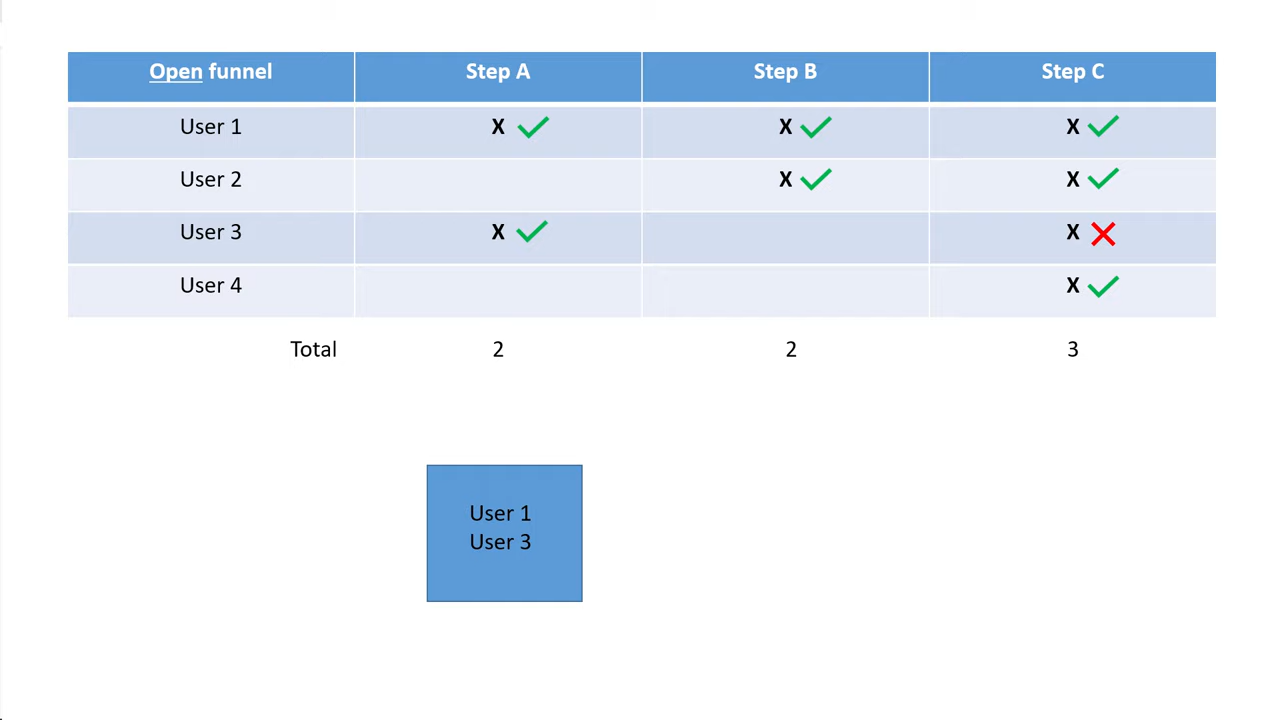 Open funnel Step A Step B Step C
User 1 X X X
User 2 X X
User 3 X X
User 4 X
Total 2 2 3
User 1
User 3